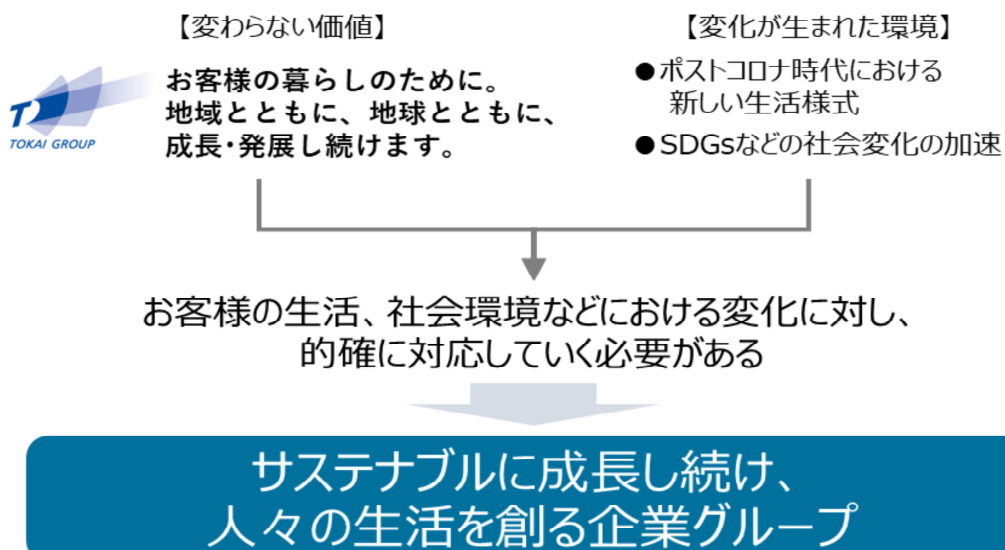 【変わらない価値】
お客様の暮らしのために。
地域とともに、地球とともに、
成長・発展し続けます。
TOKAI GROUP
【変化が生まれた環境】
●ポストコロナ時代における
新しい生活様式
●SDGsなどの社会変化の加速
お客様の生活、社会環境などにおける変化に対し、
的確に対応していく必要がある
サステナブルに成長し続け、
人々の生活を創る企業グループ